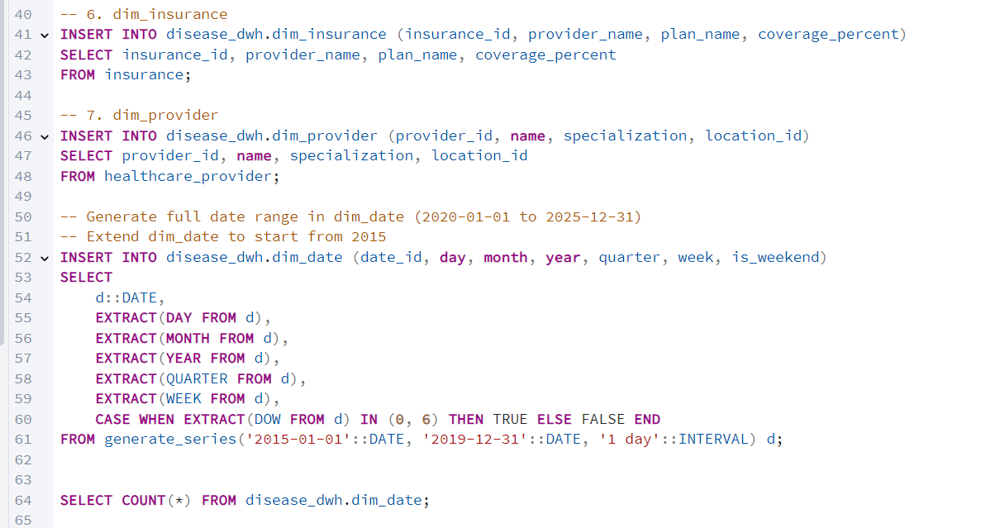 40 -- 6. dim_insurance
41 INSERT INTO disease_dwh.dim_insurance (insurance_id, provider_name, plan_name, coverage_percent)
42 SELECT insurance_id, provider_name, plan_name, coverage_percent
43 FROM insurance;
44
45 -- 7. dim_provider
46 INSERT INTO disease_dwh.dim_provider (provider_id, name, specialization, location_id)
47 SELECT provider_id, name, specialization, location_id
48 FROM healthcare_provider;
49
50 -- Generate full date range in dim_date (2020-01-01 to 2025-12-31)
51 -- Extend dim_date to start from 2015
52 INSERT INTO disease_dwh.dim_date (date_id, day, month, year, quarter, week, is_weekend)
53 SELECT
54     d::DATE,
55     EXTRACT(DAY FROM d),
56     EXTRACT(MONTH FROM d),
57     EXTRACT(YEAR FROM d),
58     EXTRACT(QUARTER FROM d),
59     EXTRACT(WEEK FROM d),
60     CASE WHEN EXTRACT(DOW FROM d) IN (0, 6) THEN TRUE ELSE FALSE END
61 FROM generate_series('2015-01-01'::DATE, '2019-12-31'::DATE, '1 day'::INTERVAL) d;
62
63
64 SELECT COUNT(*) FROM disease_dwh.dim_date;
65